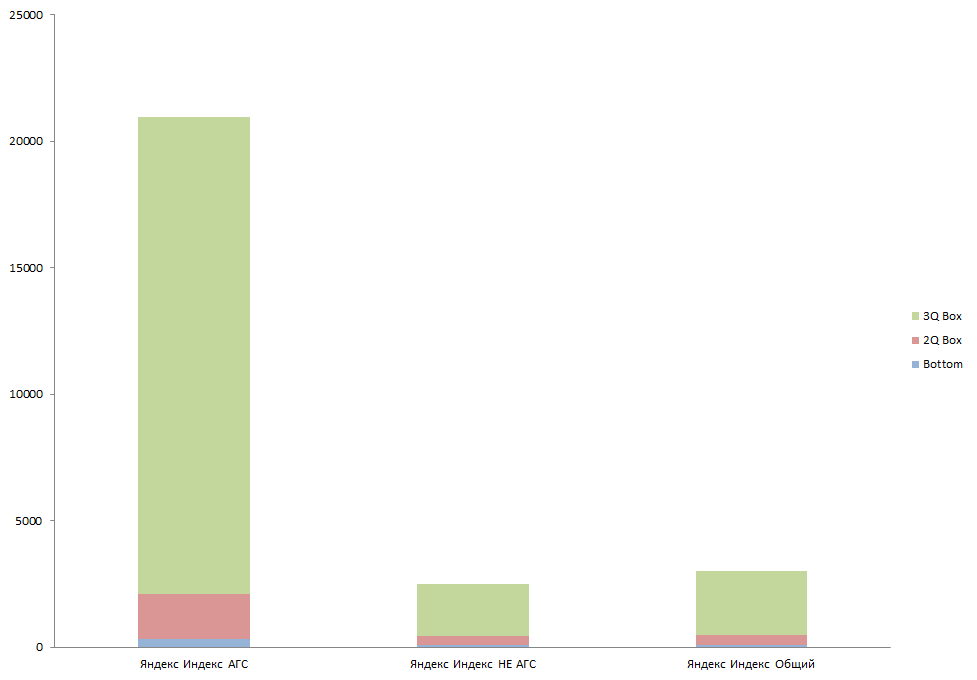 25000
20000
15000
10000
5000
0
Яндекс Индекс АГС
Яндекс Индекс НЕ АГС
Яндекс Индекс Общий
3Q Box
2Q Box
Bottom